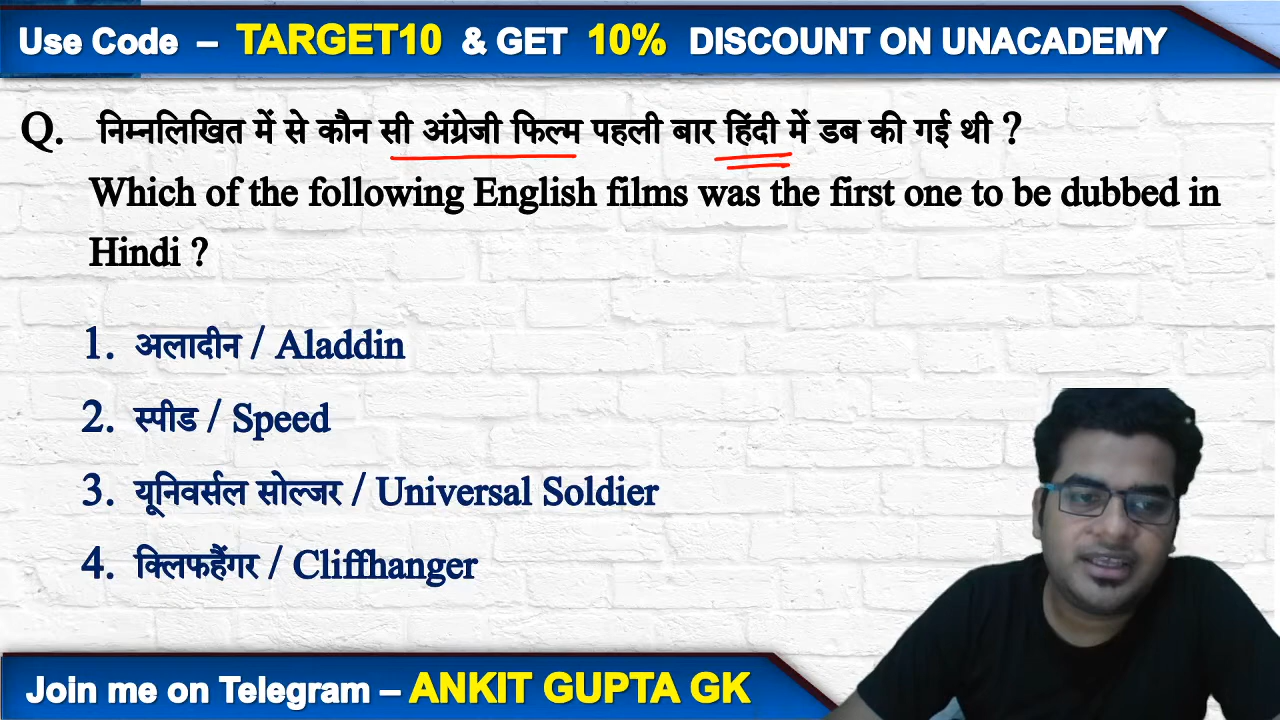 Use Code – TARGET10 & GET 10% DISCOUNT ON UNACADEMY
Q. निम्नलिखित में से कौन सी अंग्रेजी फिल्म पहली बार हिंदी में डब की गई थी ?
Which of the following English films was the first one to be dubbed in
Hindi ?
1. अलादीन / Aladdin
2. स्पीड / Speed
3. यूनिवर्सल सोल्जर / Universal Soldier
4. क्लिफहैंगर / Cliffhanger
Join me on Telegram – ANKIT GUPTA GK